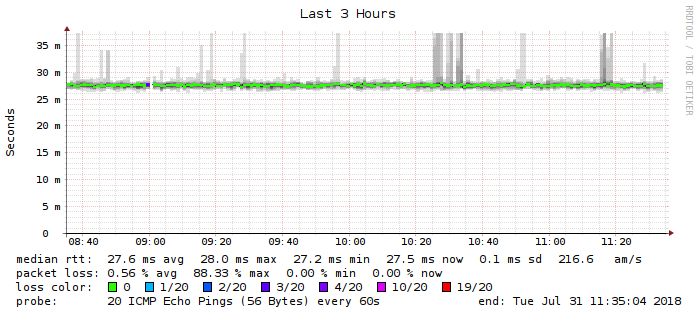 Last 3 Hours
RRDTOOL / TOBI OETIKER
Seconds
35 m
30 m
25 m
20 m
15 m
10 m
5 m
0
08:40 09:00 09:20 09:40 10:00 10:20 10:40 11:00 11:20
median rtt: 27.6 ms avg 28.0 ms max 27.2 ms min 27.5 ms now 0.1 ms sd 216.6 am/s
packet loss: 0.56 % avg 88.33 % max 0.00 % min 0.00 % now
loss color: 0 1/20 2/20 3/20 4/20 10/20 19/20
probe: 20 ICMP Echo Pings (56 Bytes) every 60s end: Tue Jul 31 11:35:04 2018